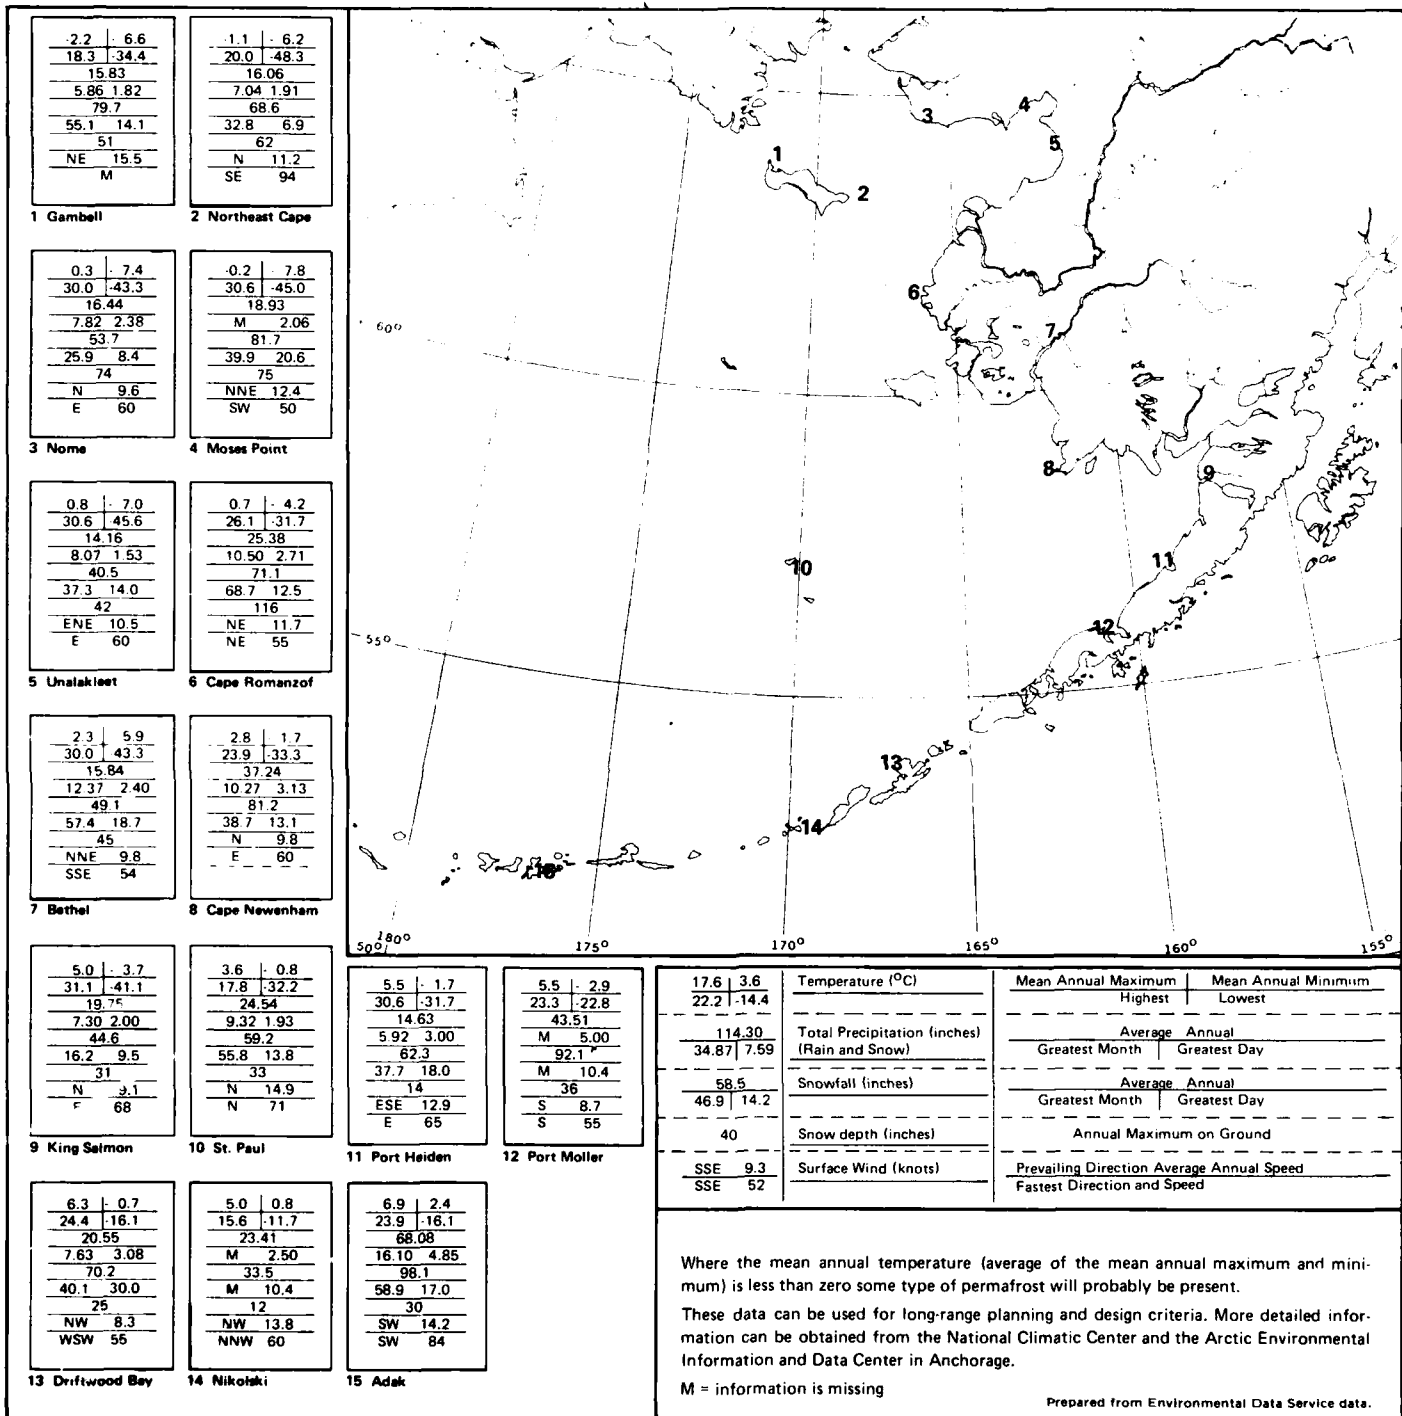 -2.2 - 6.6
18.3 -34.4
15.83
5.86 1.82
79.7
55.1 14.1
51
NE 15.5
M
1 Gambell
-1.1 - 6.2
20.0 -48.3
16.06
7.04 1.91
68.6
32.8 6.9
62
N 11.2
SE 94
2 Northeast Cape
0.3 - 7.4
30.0 -43.3
16.44
7.82 2.38
53.7
25.9 8.4
74
N 9.6
E 60
3 Nome
-0.2 - 7.8
30.6 -45.0
18.93
M 2.06
81.7
39.9 20.6
75
NNE 12.4
SW 50
4 Moses Point
0.8 - 7.0
30.6 -45.6
14.16
8.07 1.53
40.5
37.3 14.0
42
ENE 10.5
E 60
5 Unalakleet
0.7 - 4.2
26.1 -31.7
25.38
10.50 2.71
71.1
68.7 12.5
116
NE 11.7
NE 55
6 Cape Romanzof
2.3 5.9
30.0 -43.3
15.84
12.37 2.40
49.1
57.4 18.7
45
NNE 9.8
SSE 54
7 Bethel
2.8 - 1.7
23.9 -33.3
37.24
10.27 3.13
81.2
38.7 13.1
N 9.8
E 60
8 Cape Newenham
5.0 - 3.7
31.1 -41.1
19.75
7.30 2.00
44.6
16.2 9.5
31
N 9.1
68
9 King Salmon
3.6 - 0.8
17.8 -32.2
24.54
9.32 1.93
59.2
55.8 13.8
33
N 14.9
N 71
10 St. Paul
5.5 - 1.7
30.6 -31.7
14.63
5.92 3.00
62.3
37.7 18.0
14
ESE 12.9
E 65
11 Port Heiden
5.5 - 2.9
23.3 -22.8
43.51
M 5.00
92.1
M 10.4
36
S 8.7
S 55
12 Port Moller
6.3 - 0.7
24.4 -16.1
20.55
7.63 3.08
70.2
40.1 30.0
25
NW 8.3
WSW 55
13 Driftwood Bay
5.0 0.8
15.6 -11.7
23.41
M 2.50
33.5
M 10.4
12
NW 13.8
NNW 60
14 Nikolski
6.9 2.4
23.9 -16.1
68.08
16.10 4.85
98.1
58.9 17.0
30
SW 14.2
SW 84
15 Adak
1
2
3
4
5
6
7
8
9
10
11
12
13
14
15
60°
55°
50°
180°
175°
170°
165°
160°
155°
17.6 3.6 Temperature (°C) Mean Annual Maximum Mean Annual Minimum
22.2 -14.4 Highest Lowest
114.30 Total Precipitation (inches) Average Annual
34.87 7.59 (Rain and Snow) Greatest Month Greatest Day
58.5 Snowfall (inches) Average Annual
46.9 14.2 Greatest Month Greatest Day
40 Snow depth (inches) Annual Maximum on Ground
SSE 9.3 Surface Wind (knots) Prevailing Direction Average Annual Speed
SSE 52 Fastest Direction and Speed
Where the mean annual temperature (average of the mean annual maximum and mini-
mum) is less than zero some type of permafrost will probably be present.
These data can be used for long-range planning and design criteria. More detailed infor-
mation can be obtained from the National Climatic Center and the Arctic Environmental
Information and Data Center in Anchorage.
M = information is missing
Prepared from Environmental Data Service data.